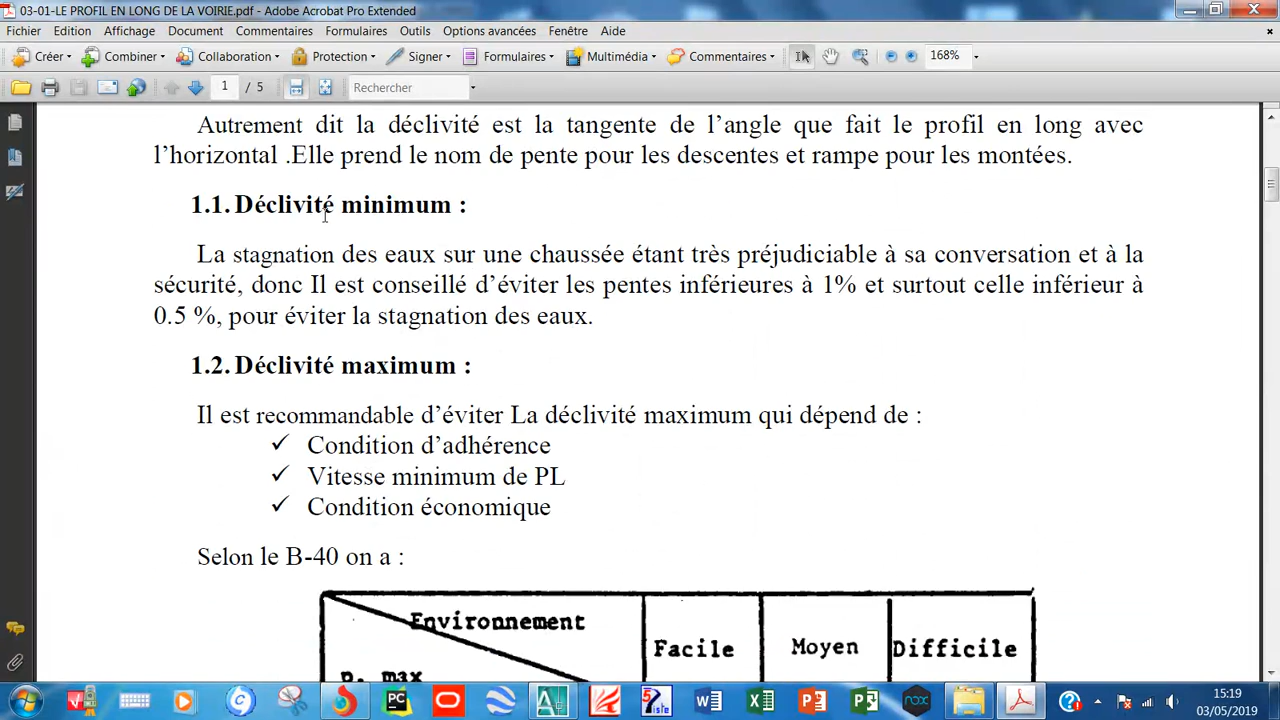 03-01-LE PROFIL EN LONG DE LA VOIRIE.pdf - Adobe Acrobat Pro Extended
Fichier Edition Affichage Document Commentaires Formulaires Outils Options avancées Fenêtre Aide
Créer Combiner Collaboration Protection Signer Formulaires Multimédia Commentaires 168%
1 / 5 Rechercher
Autrement dit la déclivité est la tangente de l’angle que fait le profil en long avec
l’horizontal .Elle prend le nom de pente pour les descentes et rampe pour les montées.
1.1. Déclivité minimum :
La stagnation des eaux sur une chaussée étant très préjudiciable à sa conversation et à la
sécurité, donc Il est conseillé d’éviter les pentes inférieures à 1% et surtout celle inférieur à
0.5 %, pour éviter la stagnation des eaux.
1.2. Déclivité maximum :
Il est recommandable d’éviter La déclivité maximum qui dépend de :
✓ Condition d’adhérence
✓ Vitesse minimum de PL
✓ Condition économique
Selon le B-40 on a :
Environnement
Facile Moyen Difficile
p. max
15:19
03/05/2019